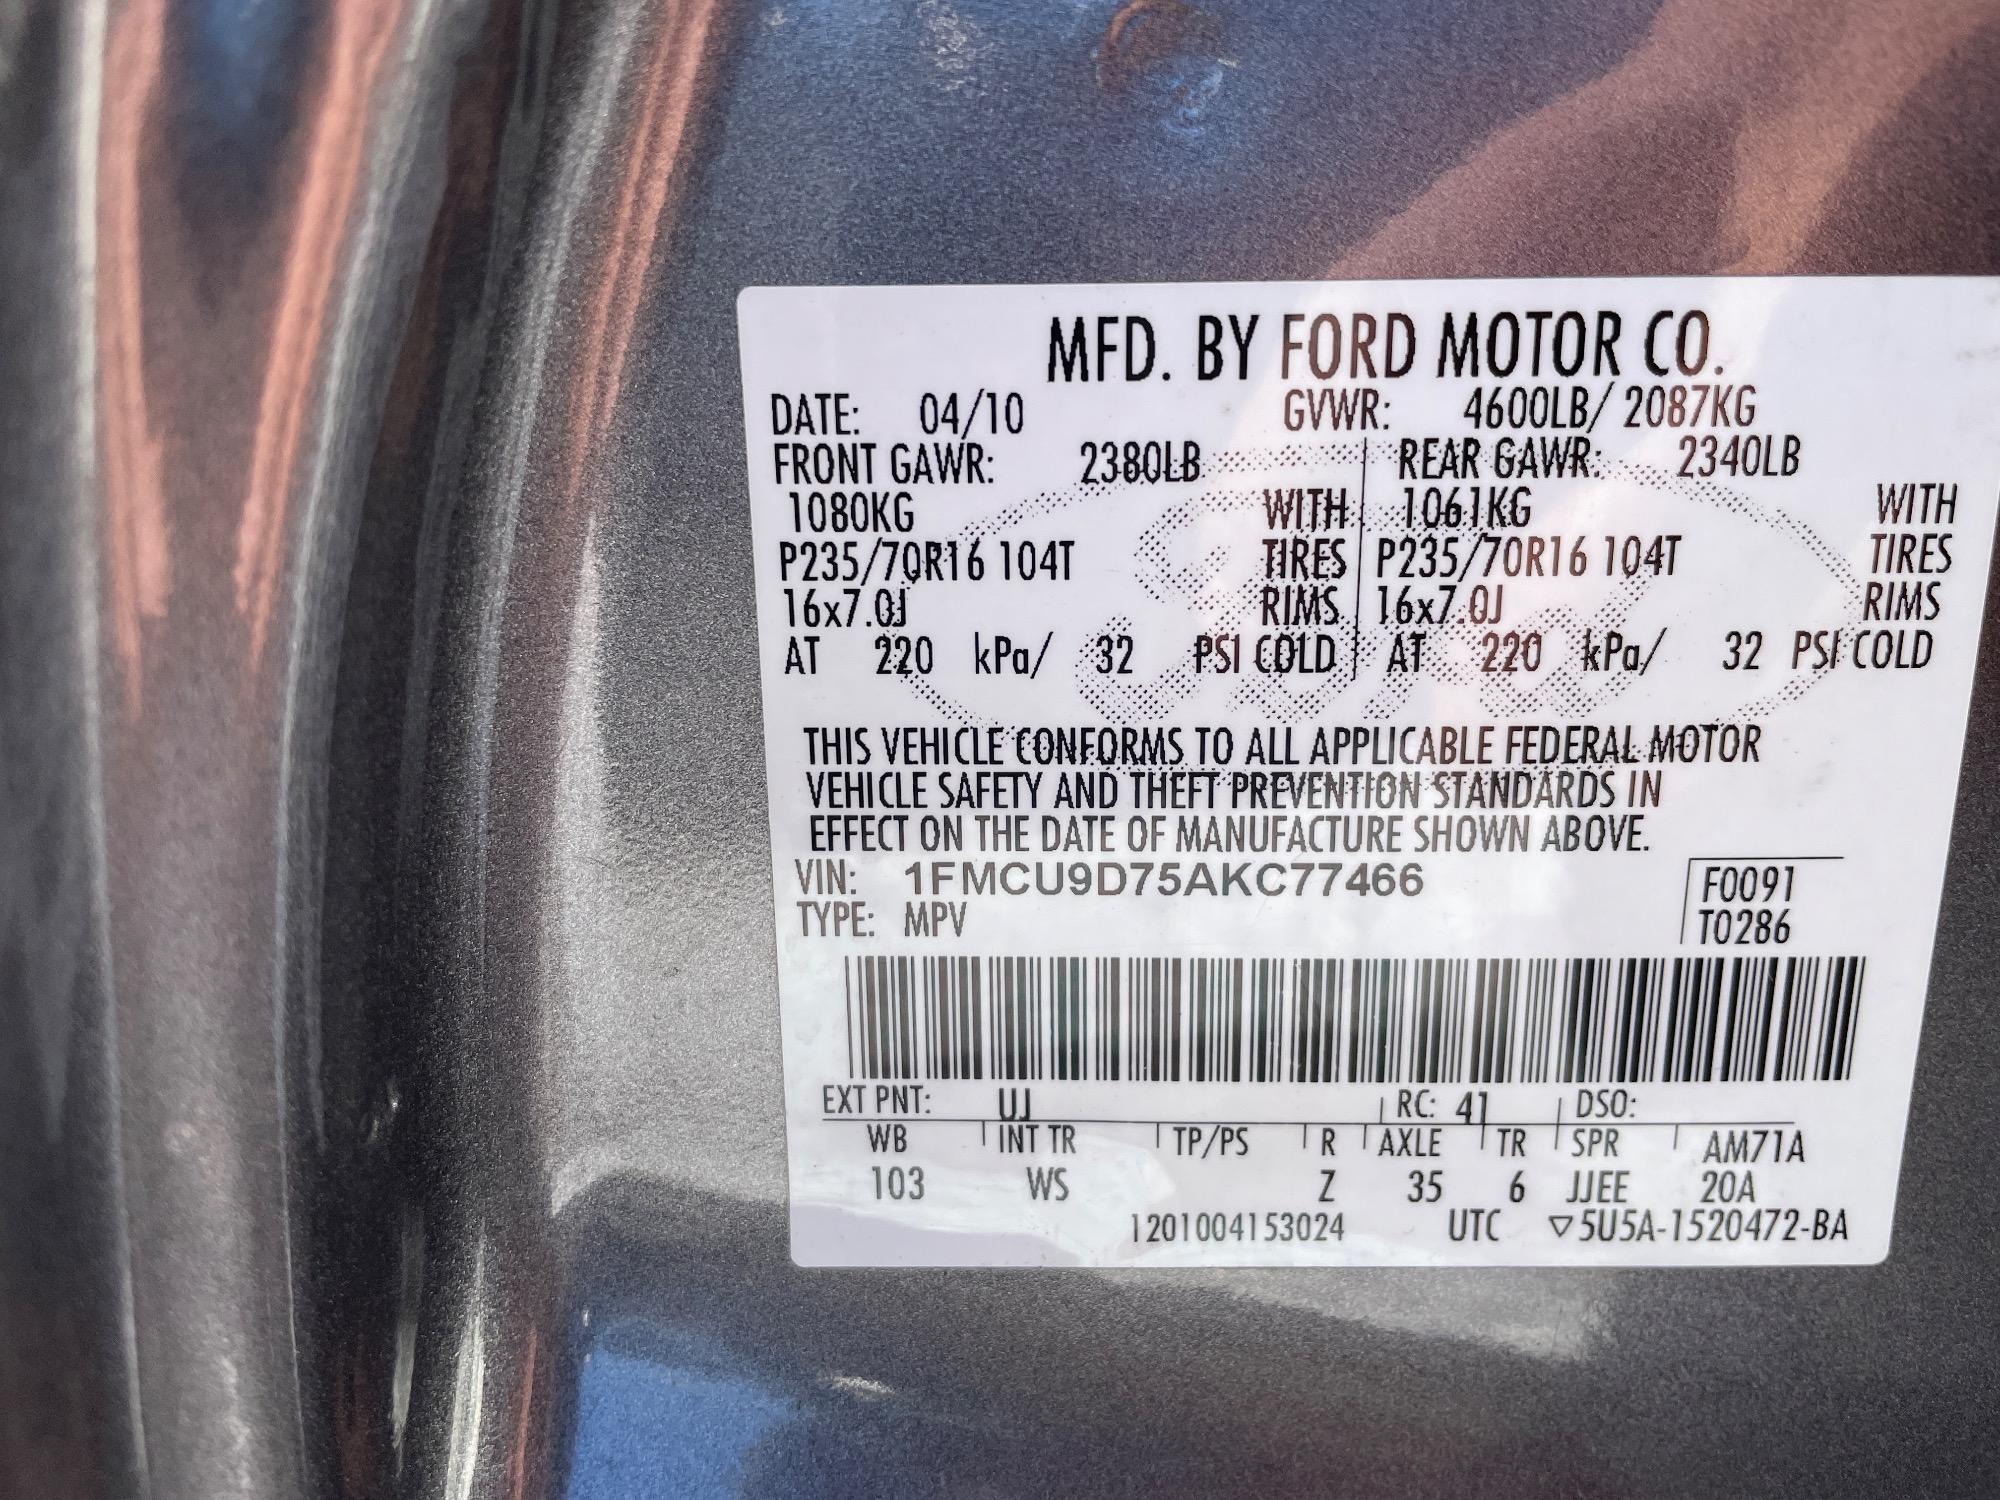 MFD. BY FORD MOTOR CO.
DATE: 04/10 GVWR: 4600LB/ 2087KG
FRONT GAWR: 2380LB REAR GAWR: 2340LB
1080KG WITH 1061KG WITH
P235/70R16 104T TIRES P235/70R16 104T TIRES
16x7.0J RIMS 16x7.0J RIMS
AT 220 kPa/ 32 PSI COLD AT 220 kPa/ 32 PSI COLD
THIS VEHICLE CONFORMS TO ALL APPLICABLE FEDERAL MOTOR
VEHICLE SAFETY AND THEFT PREVENTION STANDARDS IN
EFFECT ON THE DATE OF MANUFACTURE SHOWN ABOVE.
VIN: 1FMCU9D75AKC77466 F0091
TYPE: MPV T0286
EXT PNT: UJ RC: 41 DSO:
WB INT TR TP/PS R AXLE TR SPR AM71A
103 WS Z 35 6 JJEE 20A
1201004153024 UTC ▽5U5A-1520472-BA